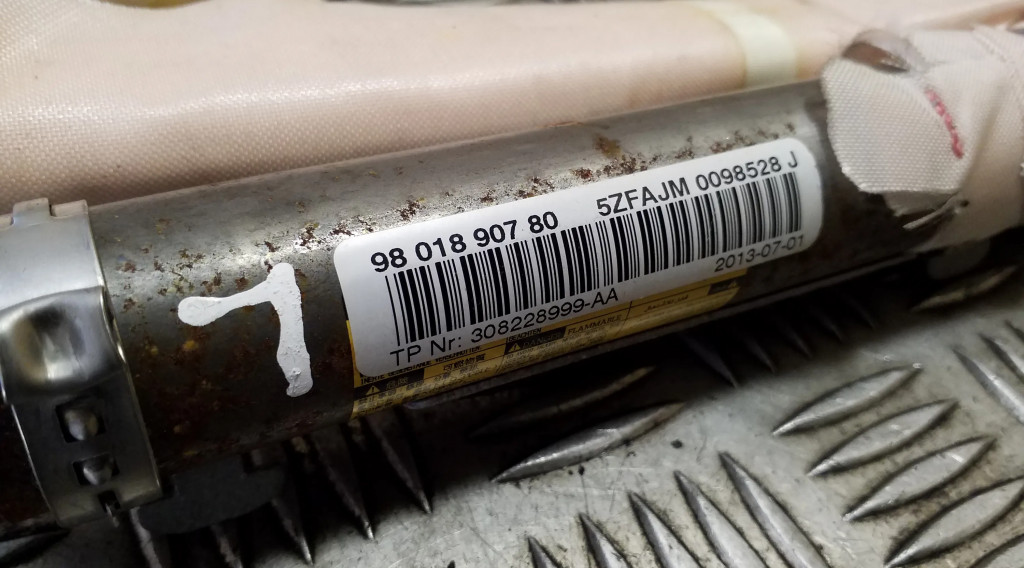 98 018 907 80 5ZFAJM 0098528 J
TP Nr: 308228999-AA 2013-07-01
FLAMMABLE